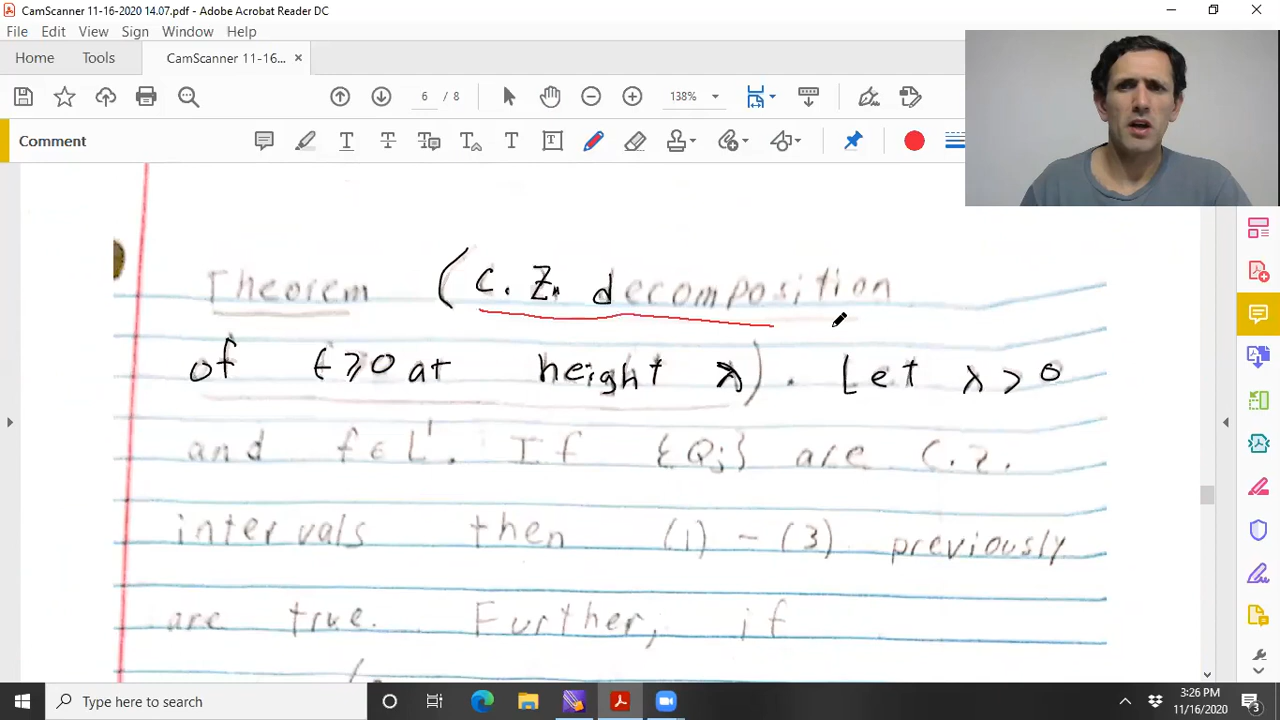 CamScanner 11-16-2020 14.07.pdf - Adobe Acrobat Reader DC
File Edit View Sign Window Help
Home Tools CamScanner 11-16... ×
6 / 8 138%
Comment
Theorem (C.Z. decomposition
of f⩾0 at height λ). Let λ>0
and f∈L¹. If {Qj} are C.Z.
intervals then (1) - (3) previously
are true. Further, if
Type here to search
3:26 PM
11/16/2020
3